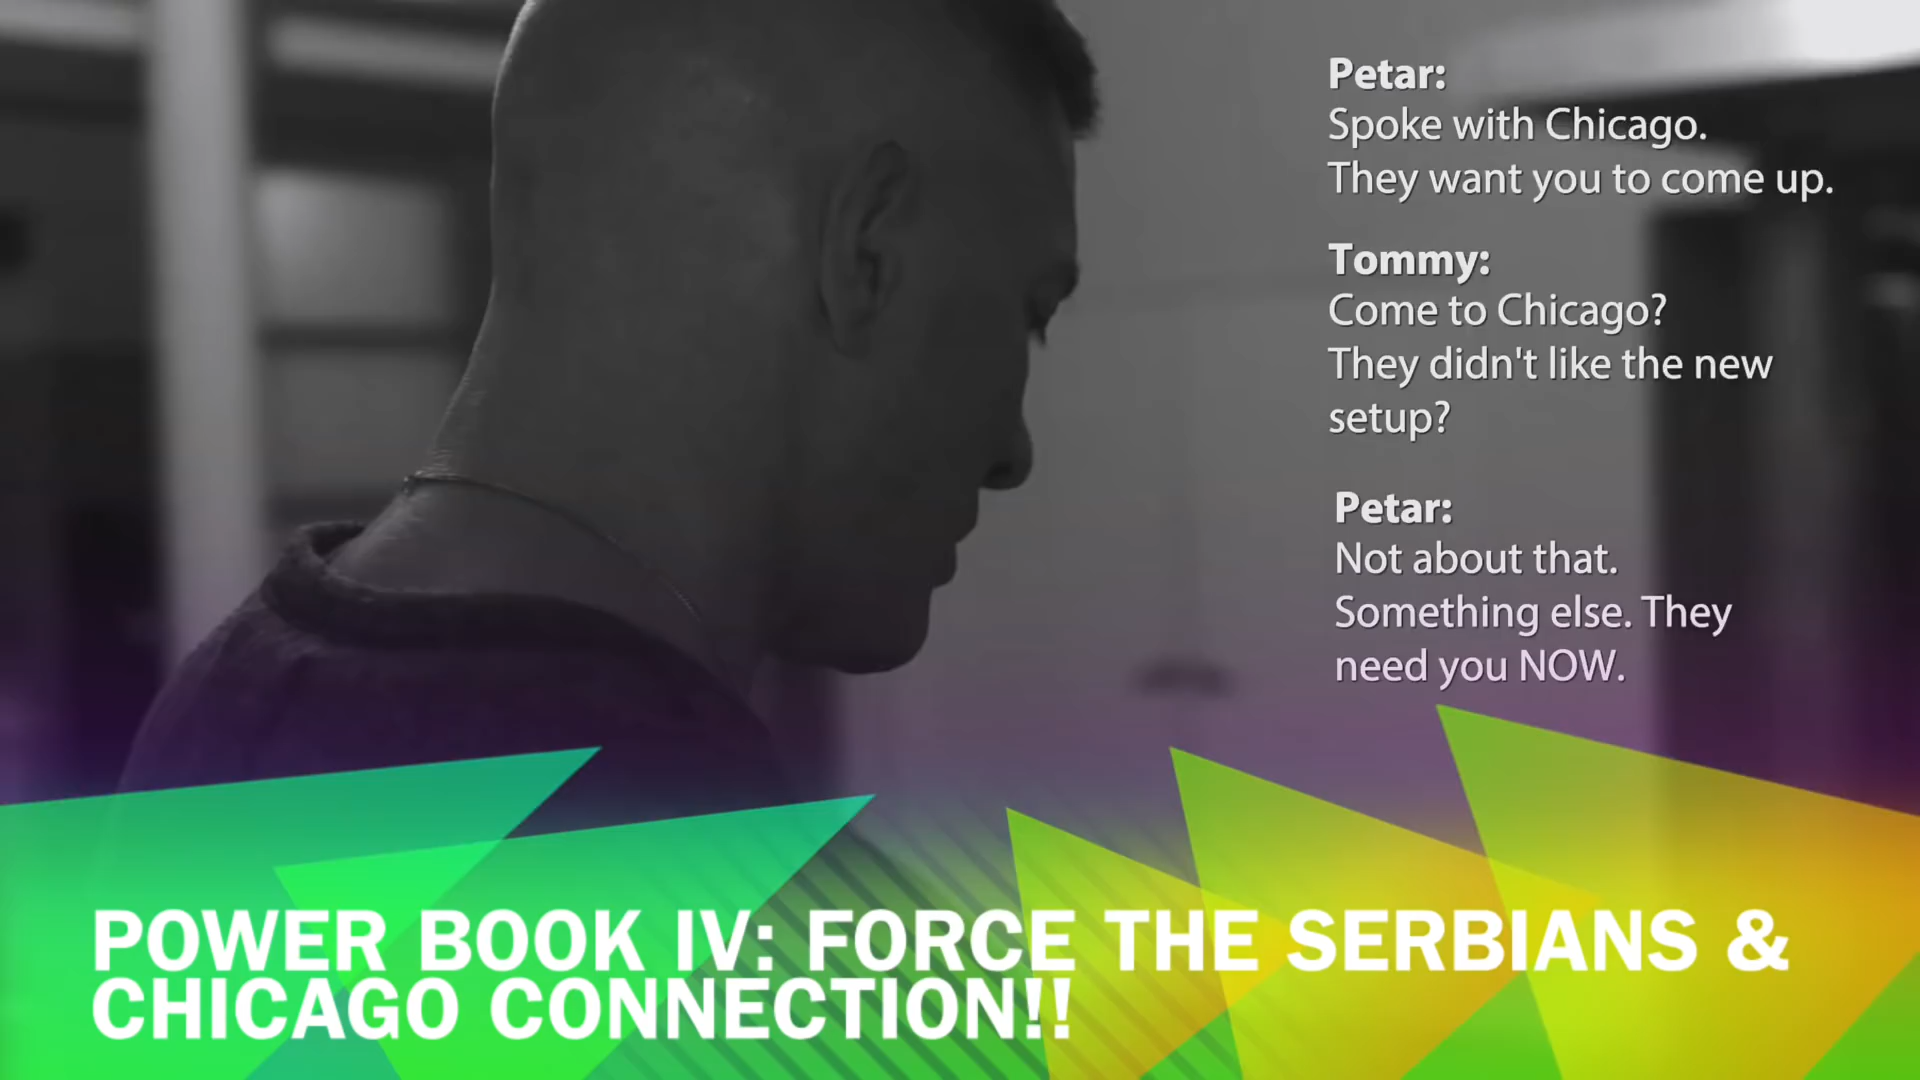 Petar:
Spoke with Chicago.
They want you to come up.
Tommy:
Come to Chicago?
They didn't like the new
setup?
Petar:
Not about that.
Something else. They
need you NOW.
POWER BOOK IV: FORCE THE SERBIANS &
CHICAGO CONNECTION!!